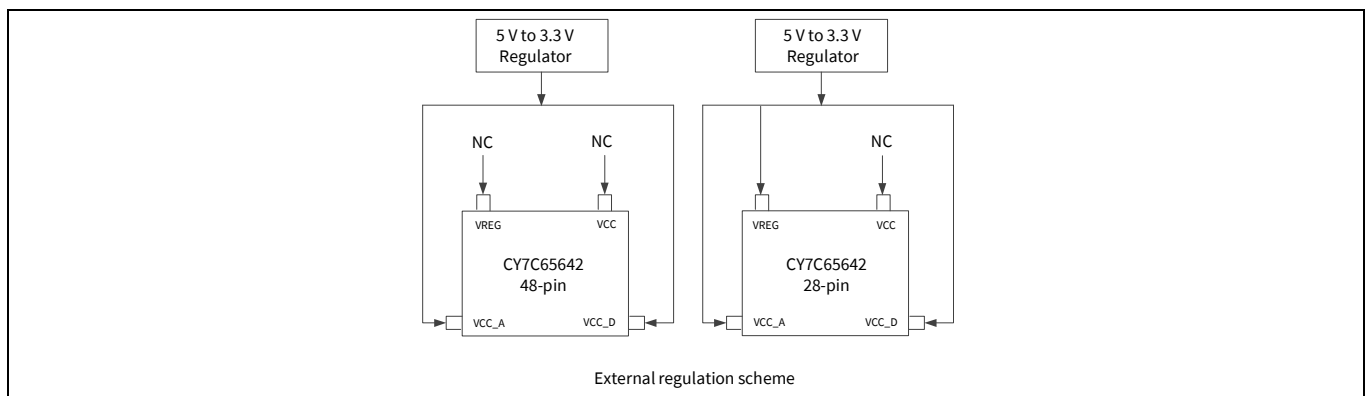 5 V to 3.3 V
Regulator
5 V to 3.3 V
Regulator
NC
NC
NC
VREG
VCC
VREG
VCC
CY7C65642
48-pin
CY7C65642
28-pin
VCC_A
VCC_D
VCC_A
VCC_D
External regulation scheme